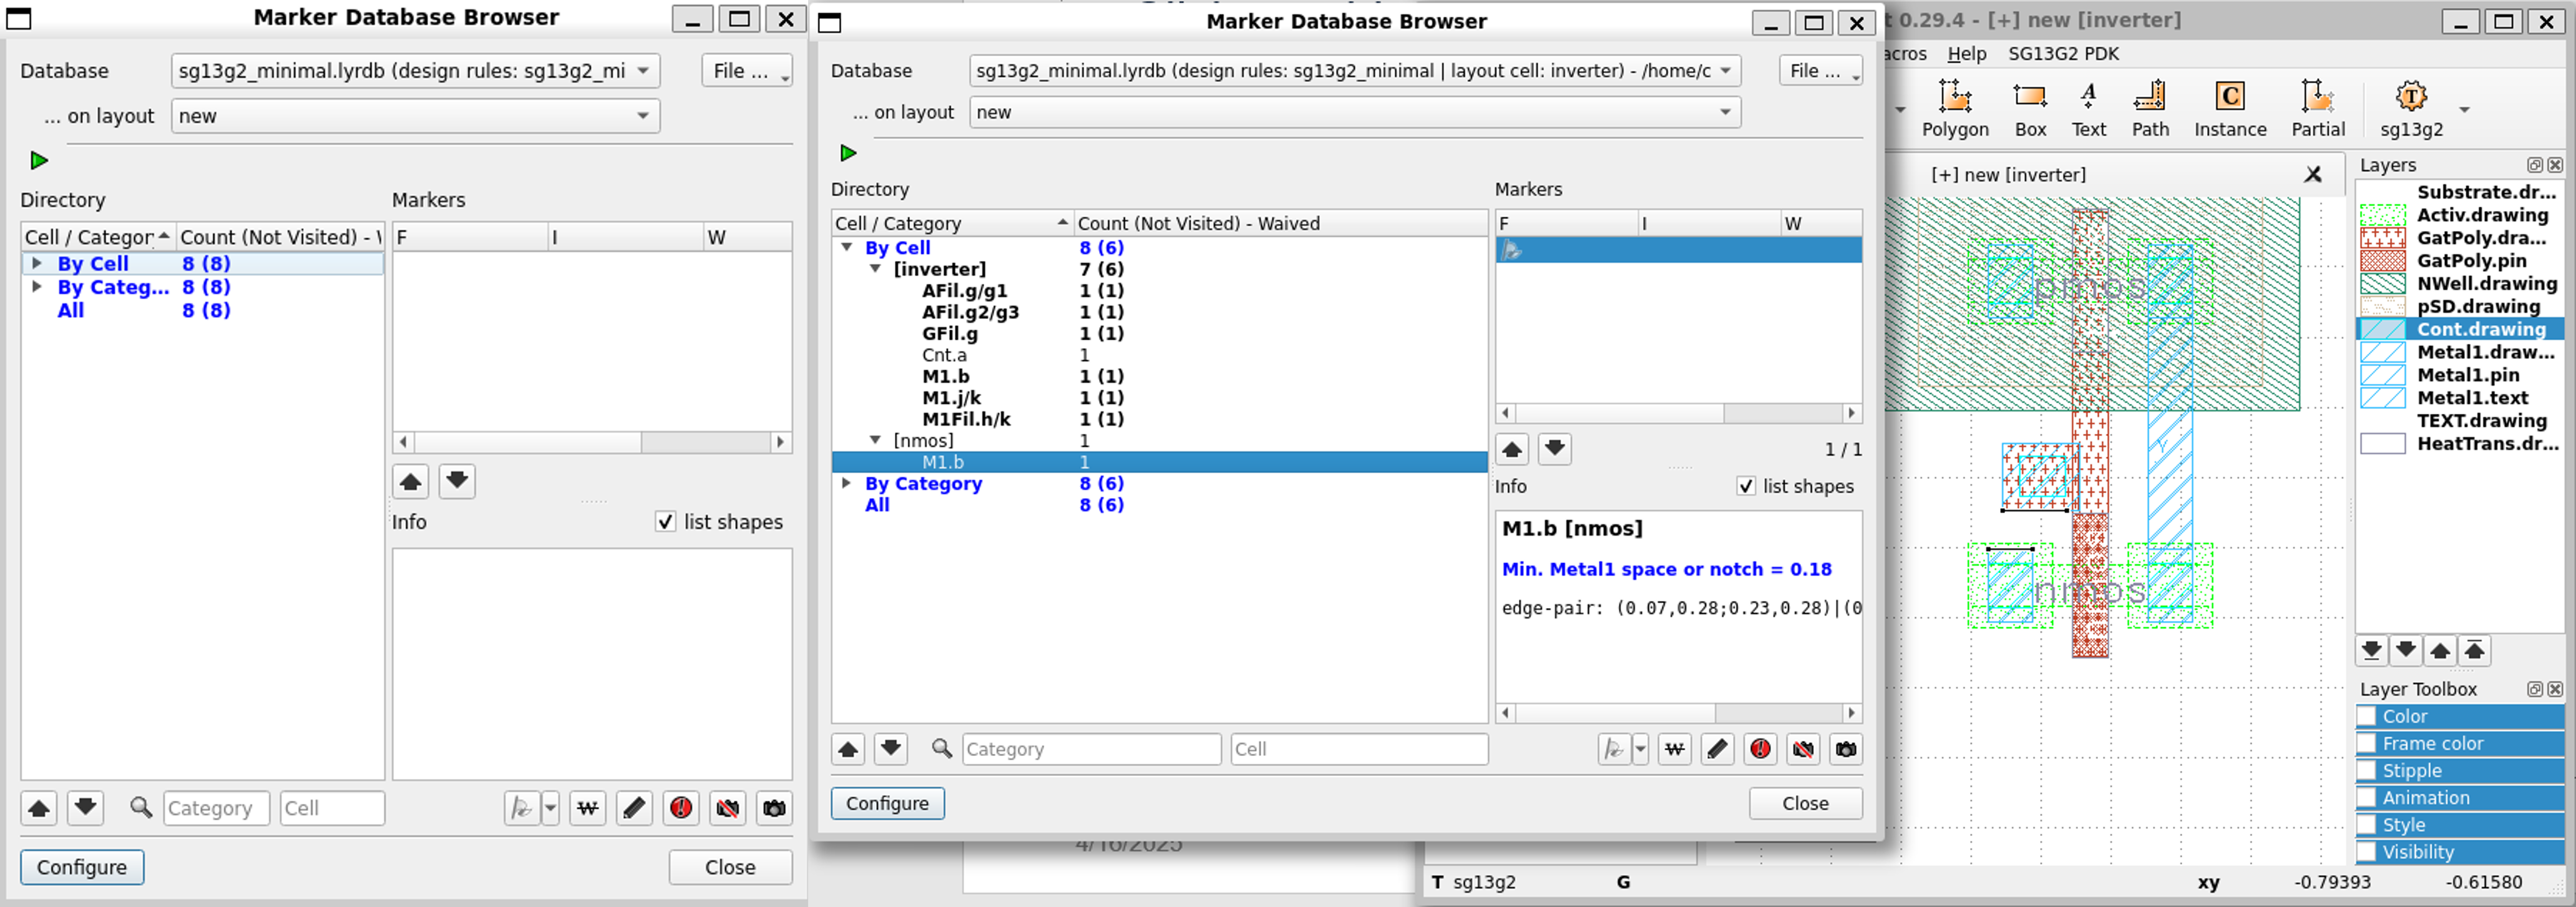 Marker Database Browser
Database sg13g2_minimal.lyrdb (design rules: sg13g2_mi File ...
... on layout new
Directory Markers
Cell / Categor Count (Not Visited) - F I W
By Cell 8 (8)
By Categ... 8 (8)
All 8 (8)
Info list shapes
Category Cell
Configure Close
Marker Database Browser
Database sg13g2_minimal.lyrdb (design rules: sg13g2_minimal | layout cell: inverter) - /home/c File ...
... on layout new
Directory Markers
Cell / Category Count (Not Visited) - Waived F I W
By Cell 8 (6)
[inverter] 7 (6)
AFil.g/g1 1 (1)
AFil.g2/g3 1 (1)
GFil.g 1 (1)
Cnt.a 1
M1.b 1 (1)
M1.j/k 1 (1)
M1Fil.h/k 1 (1)
[nmos] 1
M1.b 1
By Category 8 (6)
All 8 (6)
1 / 1
Info list shapes
M1.b [nmos]
Min. Metal1 space or notch = 0.18
edge-pair: (0.07,0.28;0.23,0.28)|(0
Category Cell
Configure Close
4/16/2025
t 0.29.4 - [+] new [inverter]
acros Help SG13G2 PDK
Polygon Box Text Path Instance Partial sg13g2
[+] new [inverter]
pmos
Y
nmos
Layers
Substrate.dr...
Activ.drawing
GatPoly.dra...
GatPoly.pin
NWell.drawing
pSD.drawing
Cont.drawing
Metal1.draw...
Metal1.pin
Metal1.text
TEXT.drawing
HeatTrans.dr...
Layer Toolbox
Color
Frame color
Stipple
Animation
Style
Visibility
T sg13g2 G xy -0.79393 -0.61580